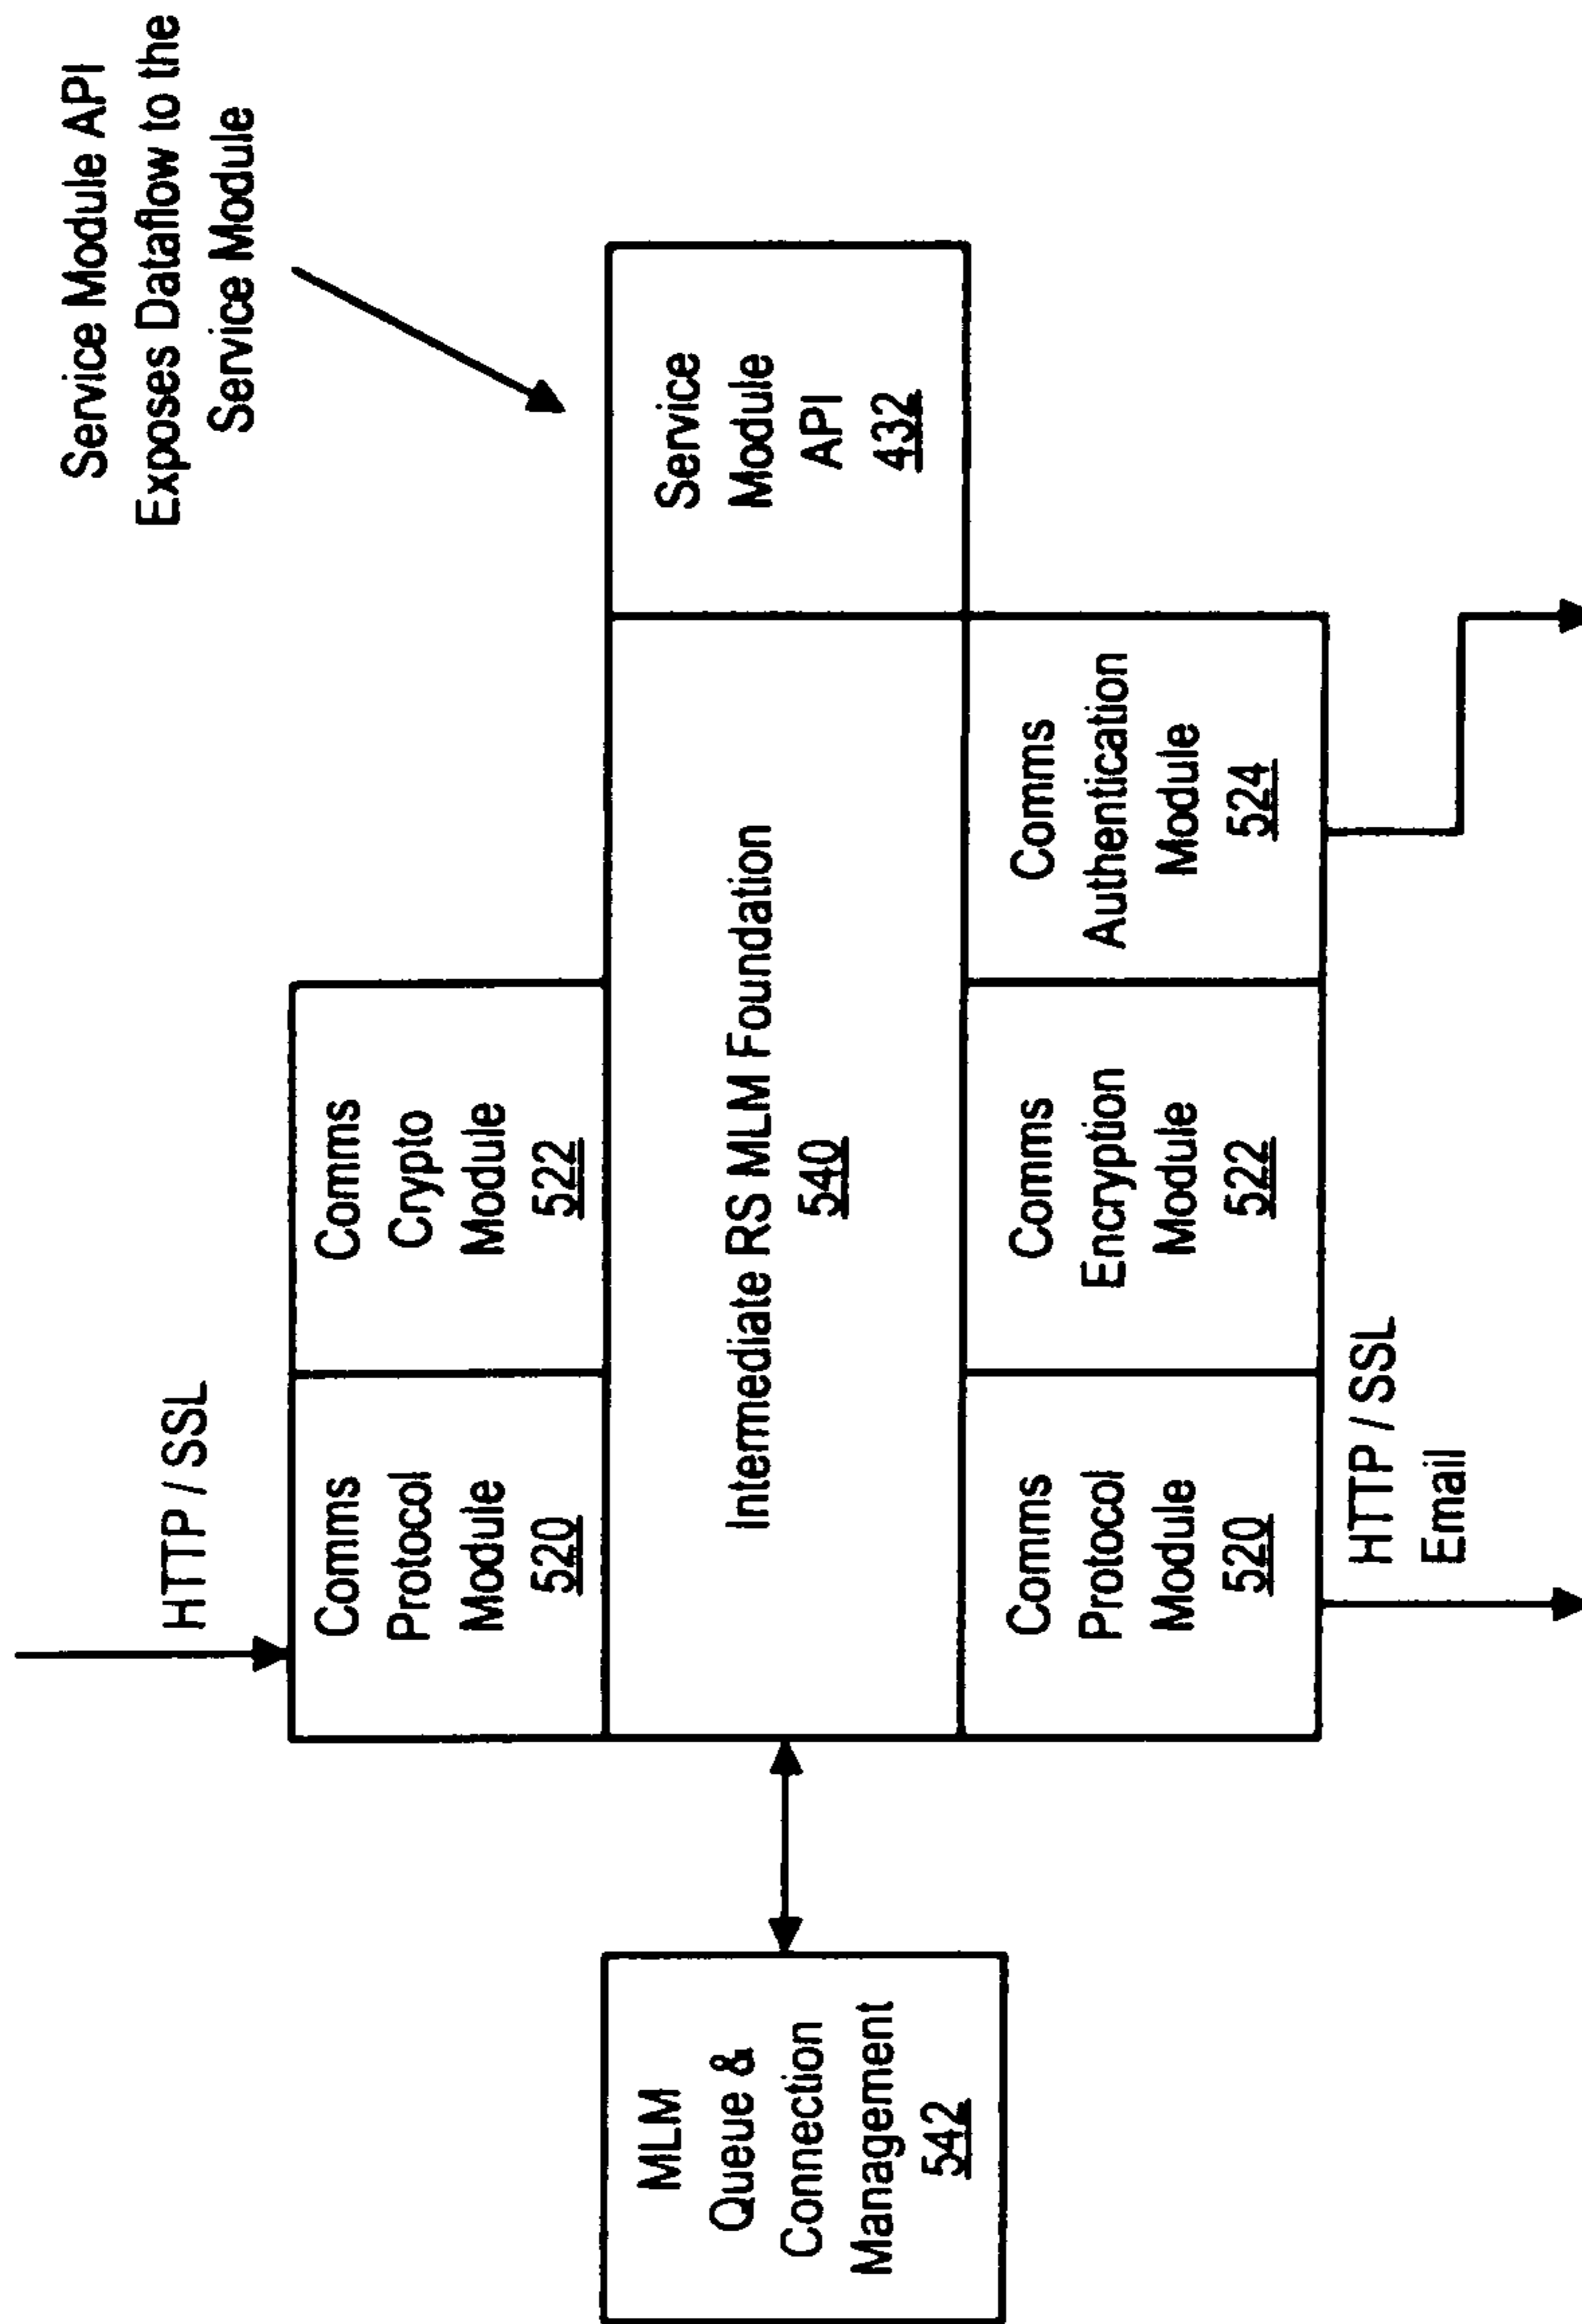 Service Module API
Exposes Dataflow to the
Service Module
HTTP / SSL
Comms
Protocol
Module
520
Comms
Crypto
Module
522
MLM
Queue &
Connection
Management
542
Intermediate RS MLM Foundation
540
Service
Module
API
432
Comms
Protocol
Module
520
Comms
Encryption
Module
522
Comms
Authentication
Module
524
HTTP / SSL
Email